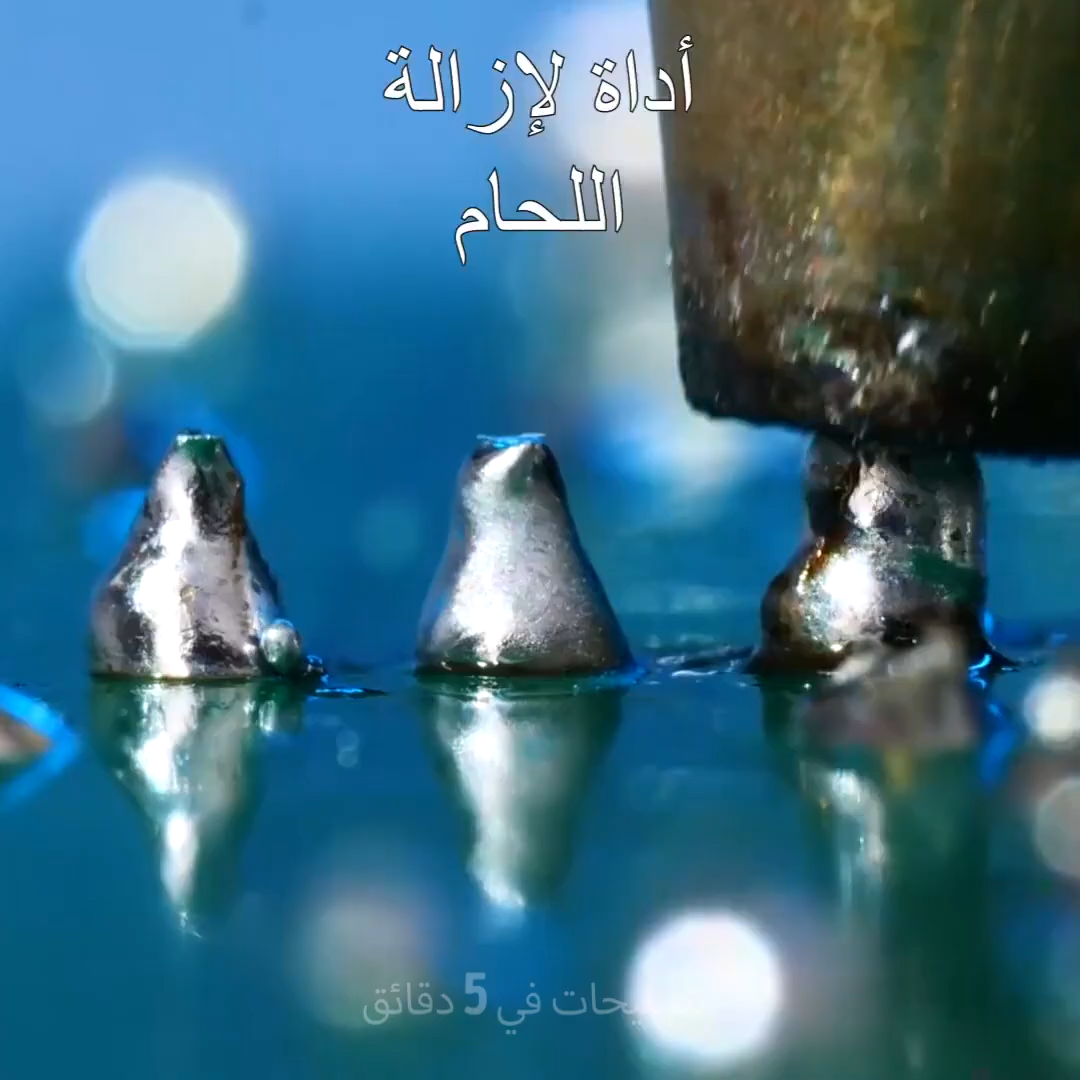 أداة لإزالة
اللحام
في 5 دقائق